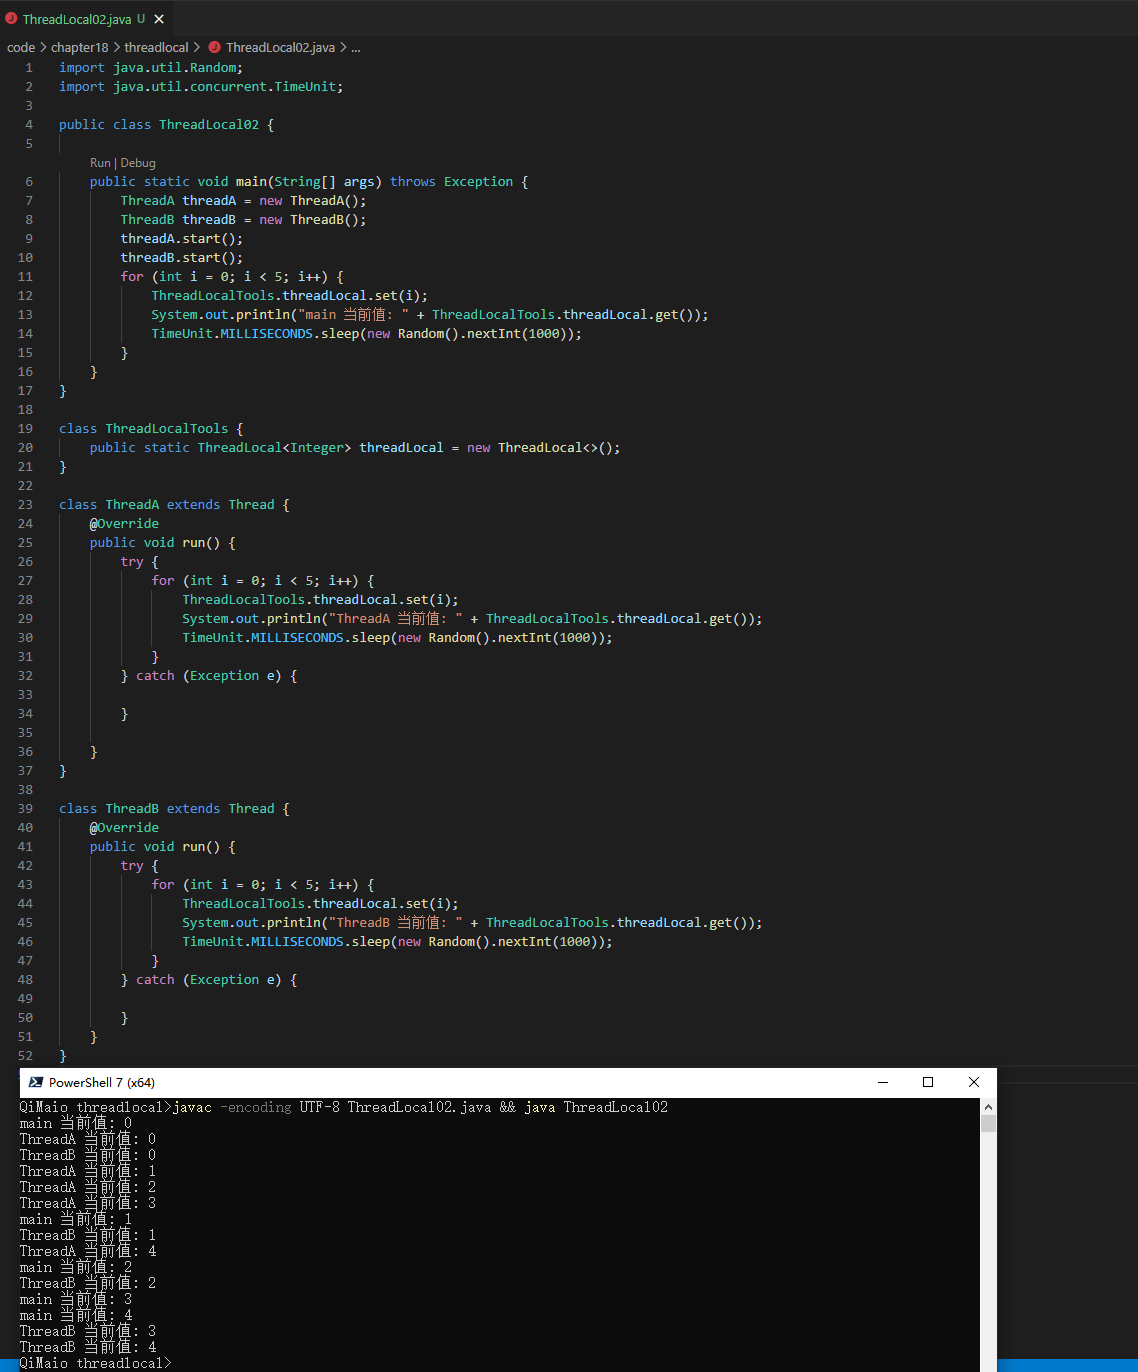 ThreadLocal02.java U
code > chapter18 > threadlocal > ThreadLocal02.java > ...
1 import java.util.Random;
2 import java.util.concurrent.TimeUnit;
3
4 public class ThreadLocal02 {
5
Run | Debug
6 public static void main(String[] args) throws Exception {
7 ThreadA threadA = new ThreadA();
8 ThreadB threadB = new ThreadB();
9 threadA.start();
10 threadB.start();
11 for (int i = 0; i < 5; i++) {
12 ThreadLocalTools.threadLocal.set(i);
13 System.out.println("main 当前值: " + ThreadLocalTools.threadLocal.get());
14 TimeUnit.MILLISECONDS.sleep(new Random().nextInt(1000));
15 }
16 }
17 }
18
19 class ThreadLocalTools {
20 public static ThreadLocal<Integer> threadLocal = new ThreadLocal<>();
21 }
22
23 class ThreadA extends Thread {
24 @Override
25 public void run() {
26 try {
27 for (int i = 0; i < 5; i++) {
28 ThreadLocalTools.threadLocal.set(i);
29 System.out.println("ThreadA 当前值: " + ThreadLocalTools.threadLocal.get());
30 TimeUnit.MILLISECONDS.sleep(new Random().nextInt(1000));
31 }
32 } catch (Exception e) {
33
34 }
35
36 }
37 }
38
39 class ThreadB extends Thread {
40 @Override
41 public void run() {
42 try {
43 for (int i = 0; i < 5; i++) {
44 ThreadLocalTools.threadLocal.set(i);
45 System.out.println("ThreadB 当前值: " + ThreadLocalTools.threadLocal.get());
46 TimeUnit.MILLISECONDS.sleep(new Random().nextInt(1000));
47 }
48 } catch (Exception e) {
49
50 }
51 }
52 }
PowerShell 7 (x64)
QiMaio threadlocal>javac -encoding UTF-8 ThreadLocal02.java && java ThreadLocal02
main 当前值: 0
ThreadA 当前值: 0
ThreadB 当前值: 0
ThreadA 当前值: 1
ThreadA 当前值: 2
ThreadA 当前值: 3
main 当前值: 1
ThreadB 当前值: 1
ThreadA 当前值: 4
main 当前值: 2
ThreadB 当前值: 2
main 当前值: 3
main 当前值: 4
ThreadB 当前值: 3
ThreadB 当前值: 4
QiMaio threadlocal>